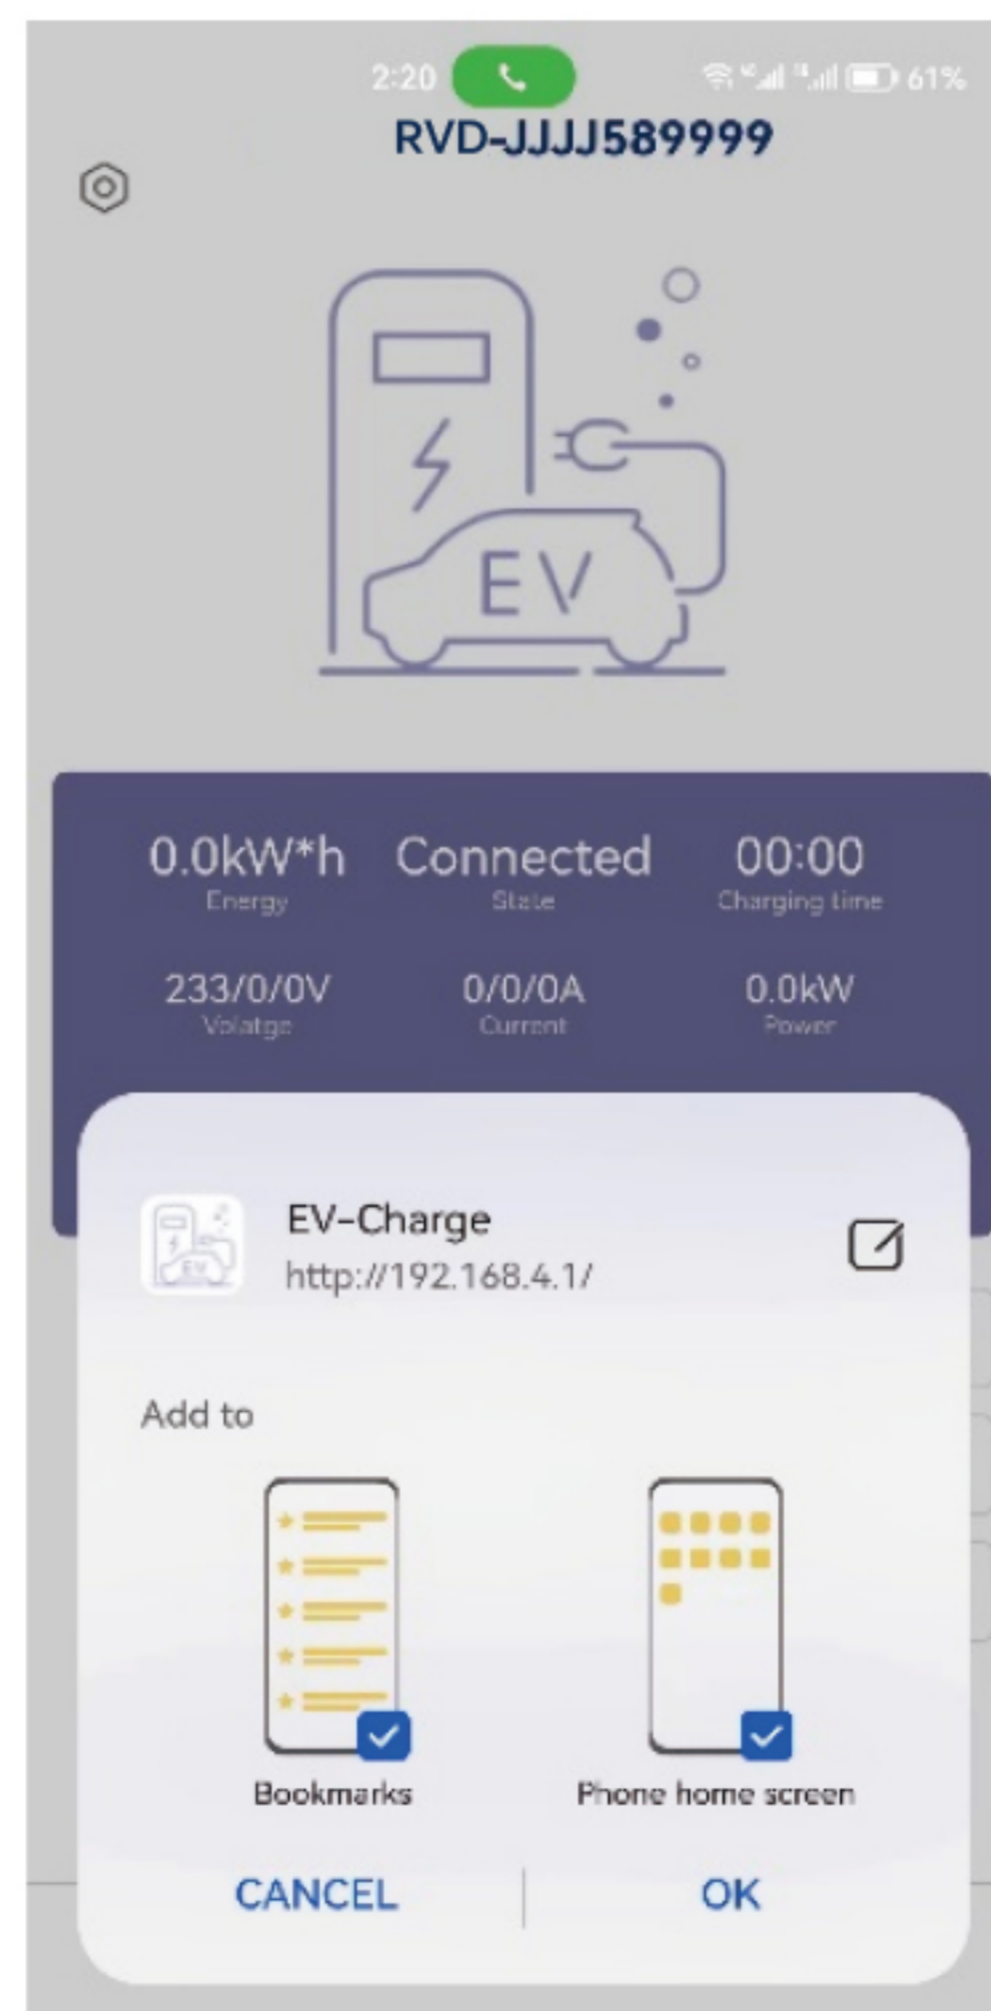 2:20 61%
RVD-JJJJ589999
EV
0.0kW*h Connected 00:00
Energy State Charging time
233/0/0V 0/0/0A 0.0kW
Volatge Current Power
EV-Charge
http://192.168.4.1/
Add to
Bookmarks Phone home screen
CANCEL OK